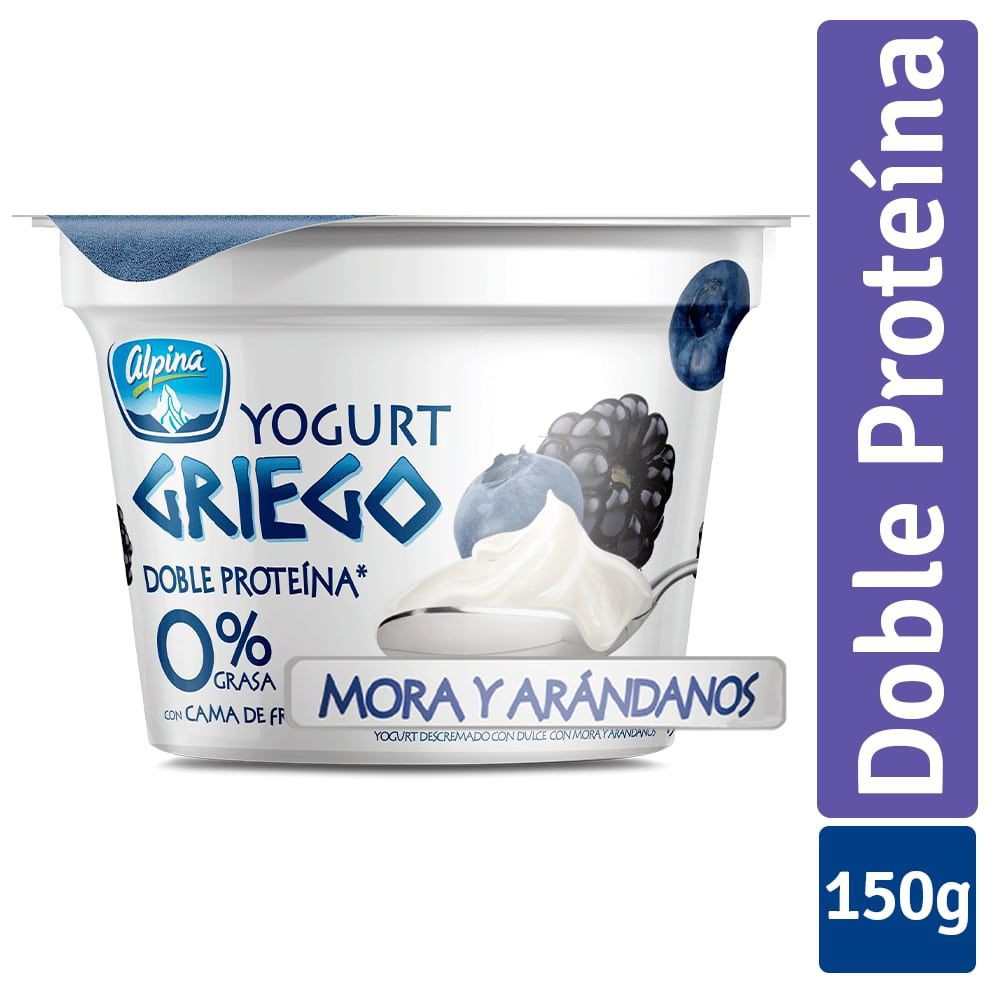 alpina
YOGURT
GRIEGO
DOBLE PROTEÍNA*
0%
GRASA
CON CAMA DE
MORA Y ARÁNDANOS
YOGURT DESCREMADO CON DULCE CON MORA Y ARÁNDANOS
Doble Proteína
150g